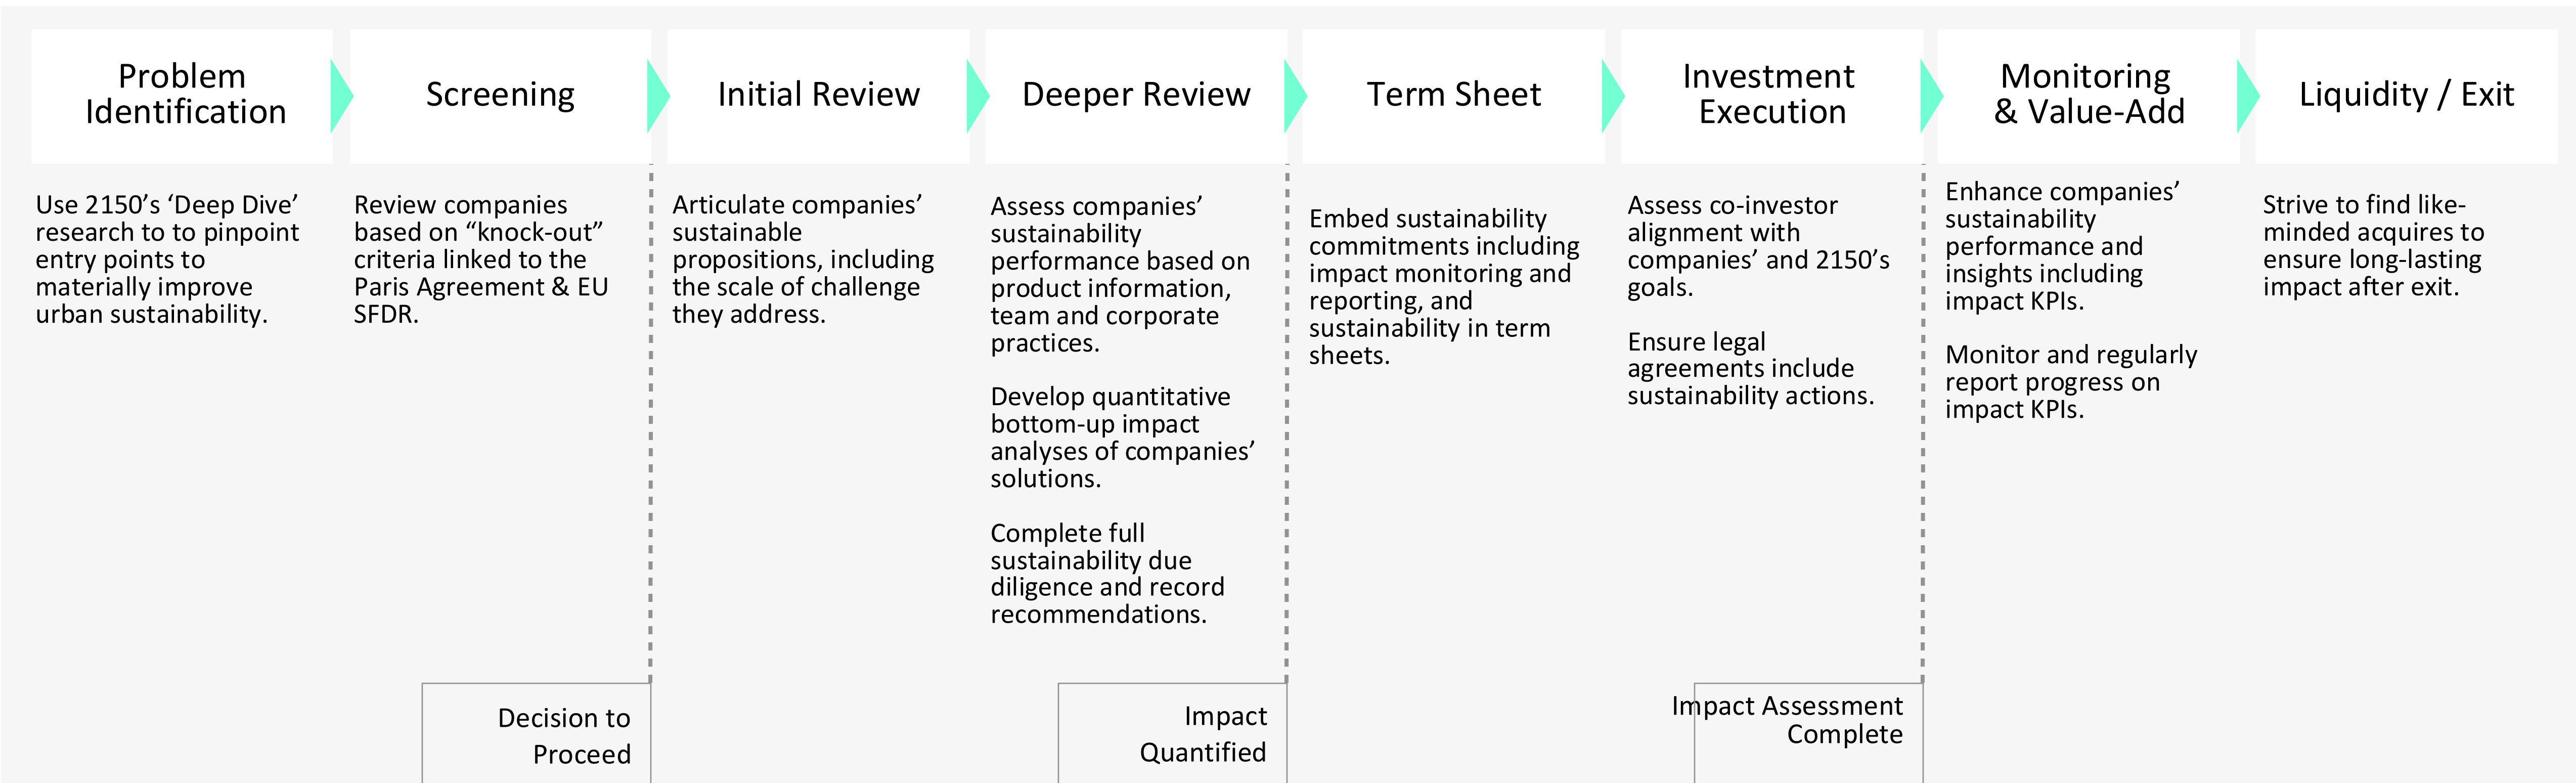 Problem
Identification
Screening
Initial Review
Deeper Review
Term Sheet
Investment
Execution
Monitoring
& Value-Add
Liquidity / Exit
Use 2150’s ‘Deep Dive’
research to to pinpoint
entry points to
materially improve
urban sustainability.
Review companies
based on “knock-out”
criteria linked to the
Paris Agreement & EU
SFDR.
Articulate companies’
sustainable
propositions, including
the scale of challenge
they address.
Assess companies’
sustainability
performance based on
product information,
team and corporate
practices.
Develop quantitative
bottom-up impact
analyses of companies’
solutions.
Complete full
sustainability due
diligence and record
recommendations.
Embed sustainability
commitments including
impact monitoring and
reporting, and
sustainability in term
sheets.
Assess co-investor
alignment with
companies’ and 2150’s
goals.
Ensure legal
agreements include
sustainability actions.
Enhance companies’
sustainability
performance and
insights including
impact KPIs.
Monitor and regularly
report progress on
impact KPIs.
Strive to find like-
minded acquires to
ensure long-lasting
impact after exit.
Decision to
Proceed
Impact
Quantified
Impact Assessment
Complete